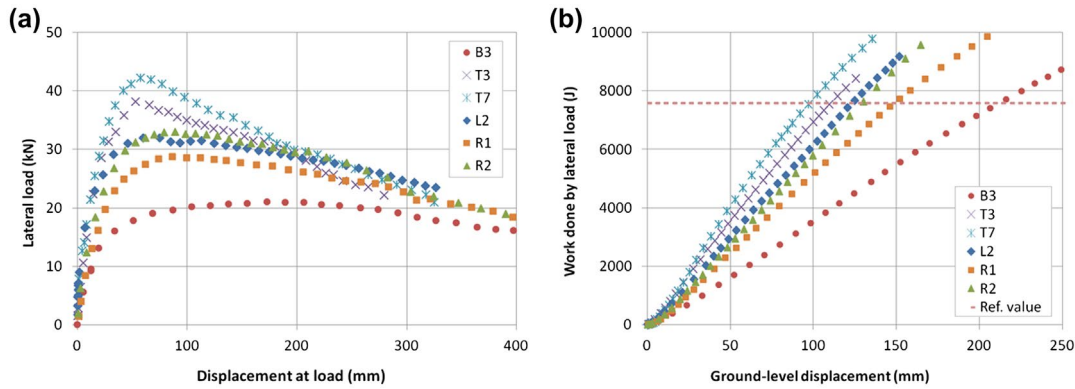 (a)
Lateral load (kN)
50
40
30
20
10
0
0 100 200 300 400
Displacement at load (mm)
B3
T3
T7
L2
R1
R2
(b)
Work done by lateral load (J)
10000
8000
6000
4000
2000
0
0 50 100 150 200 250
Ground-level displacement (mm)
B3
T3
T7
L2
R1
R2
Ref. value